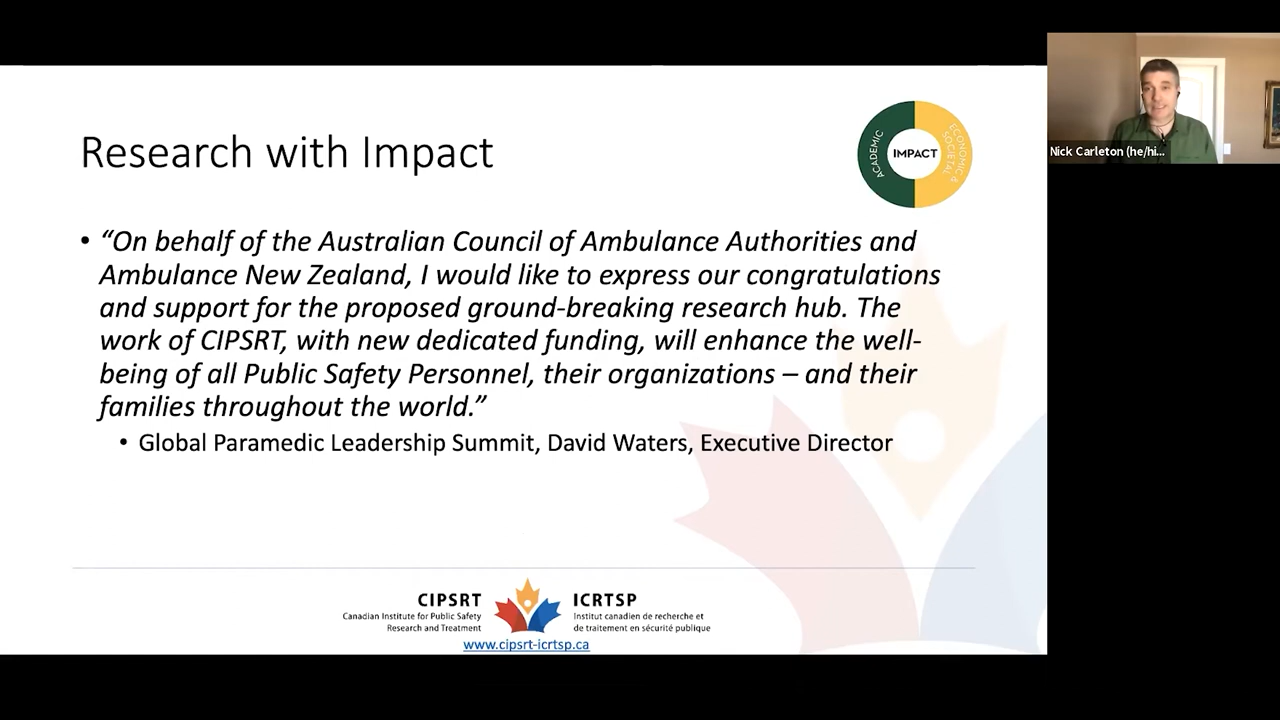 Research with Impact
ACADEMIC
IMPACT
ECONOMIC &
SOCIETAL
Nick Carleton (he/hi...
• “On behalf of the Australian Council of Ambulance Authorities and
Ambulance New Zealand, I would like to express our congratulations
and support for the proposed ground-breaking research hub. The
work of CIPSRT, with new dedicated funding, will enhance the well-
being of all Public Safety Personnel, their organizations – and their
families throughout the world.”
• Global Paramedic Leadership Summit, David Waters, Executive Director
CIPSRT
Canadian Institute for Public Safety
Research and Treatment
ICRTSP
Institut canadien de recherche et
de traitement en sécurité publique
www.cipsrt-icrtsp.ca